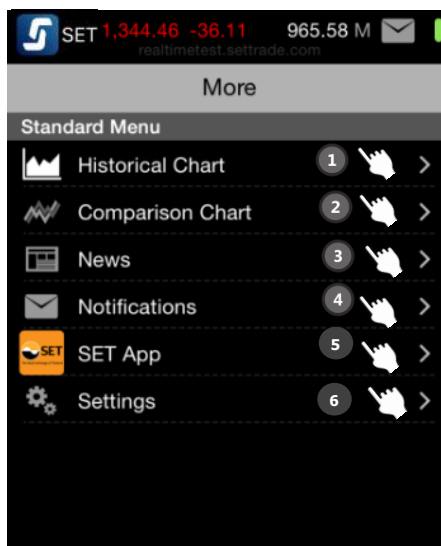 SET 1,344.46 -36.11 965.58 M
realtimetest.settrade.com
More
Standard Menu
Historical Chart 1
Comparison Chart 2
News 3
Notifications 4
SET SET App 5
Settings 6